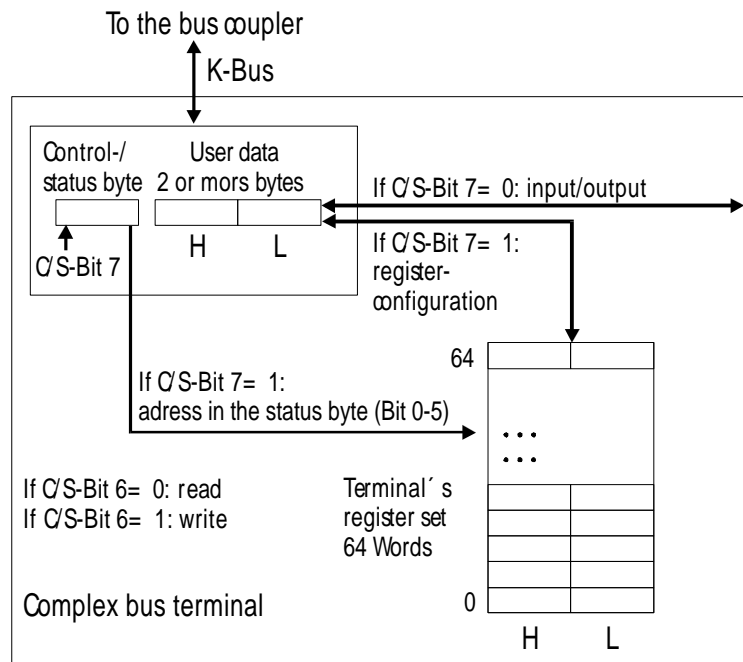 To the bus coupler
K-Bus
Control-/
status byte
User data
2 or mors bytes
H
L
C/S-Bit 7
If C/S-Bit 7= 0: input/output
If C/S-Bit 7= 1:
register-
configuration
64
If C/S-Bit 7= 1:
adress in the status byte (Bit 0-5)
...
...
If C/S-Bit 6= 0: read
If C/S-Bit 6= 1: write
Terminal´ s
register set
64 Words
0
Complex bus terminal
H
L